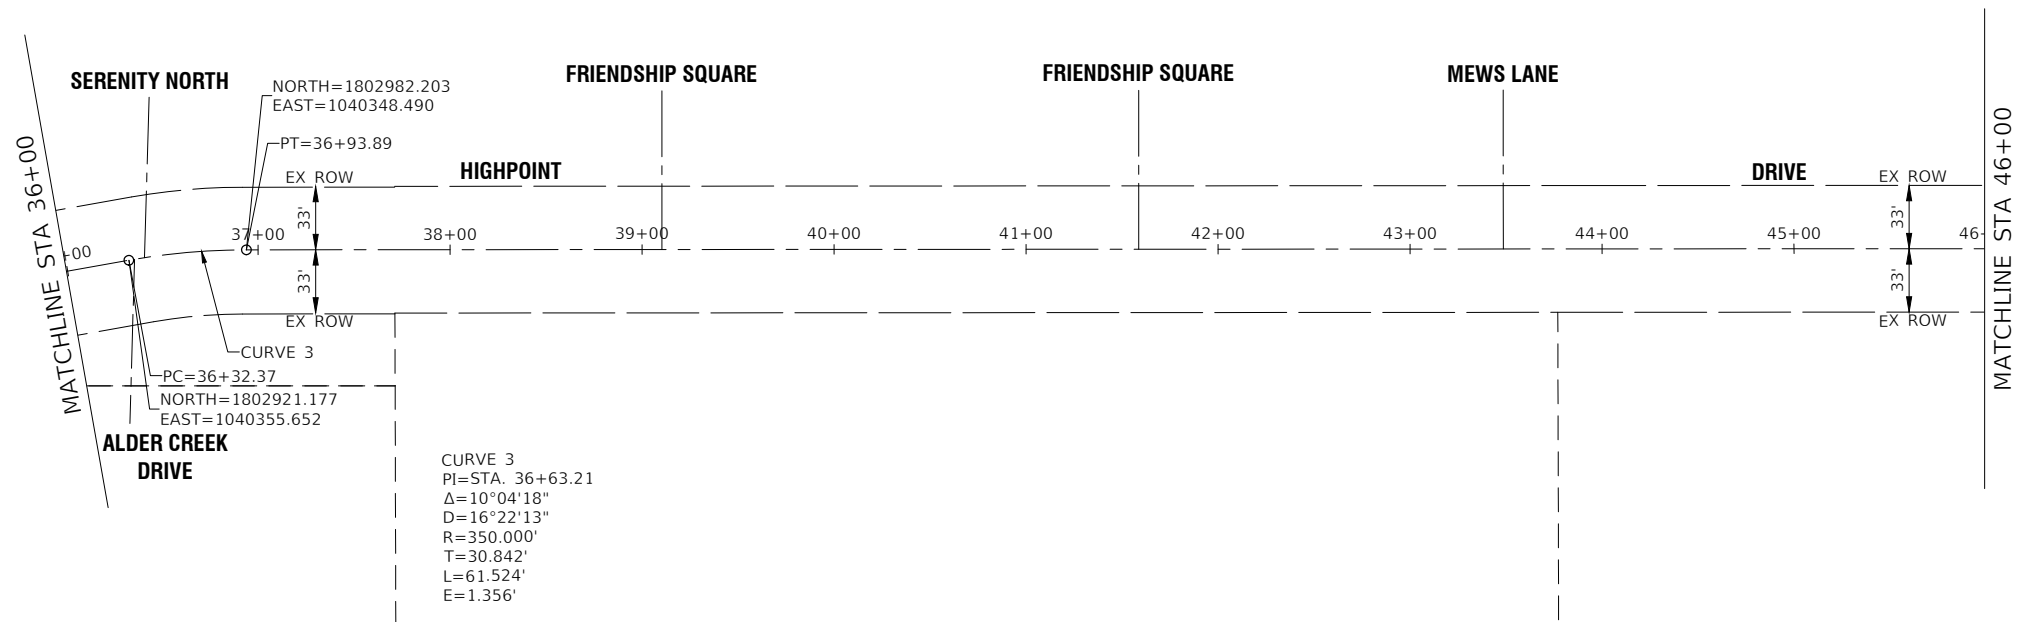 SERENITY NORTH
FRIENDSHIP SQUARE
FRIENDSHIP SQUARE
MEWS LANE
NORTH=1802982.203
EAST=1040348.490
PT=36+93.89
HIGHPOINT
DRIVE
EX ROW
EX ROW
MATCHLINE STA 36+00
MATCHLINE STA 46+00
33'
33'
+00
37+00
38+00
39+00
40+00
41+00
42+00
43+00
44+00
45+00
46-
33'
33'
EX ROW
EX ROW
CURVE 3
PC=36+32.37
NORTH=1802921.177
EAST=1040355.652
ALDER CREEK
DRIVE
CURVE 3
PI=STA. 36+63.21
Δ=10°04'18"
D=16°22'13"
R=350.000'
T=30.842'
L=61.524'
E=1.356'